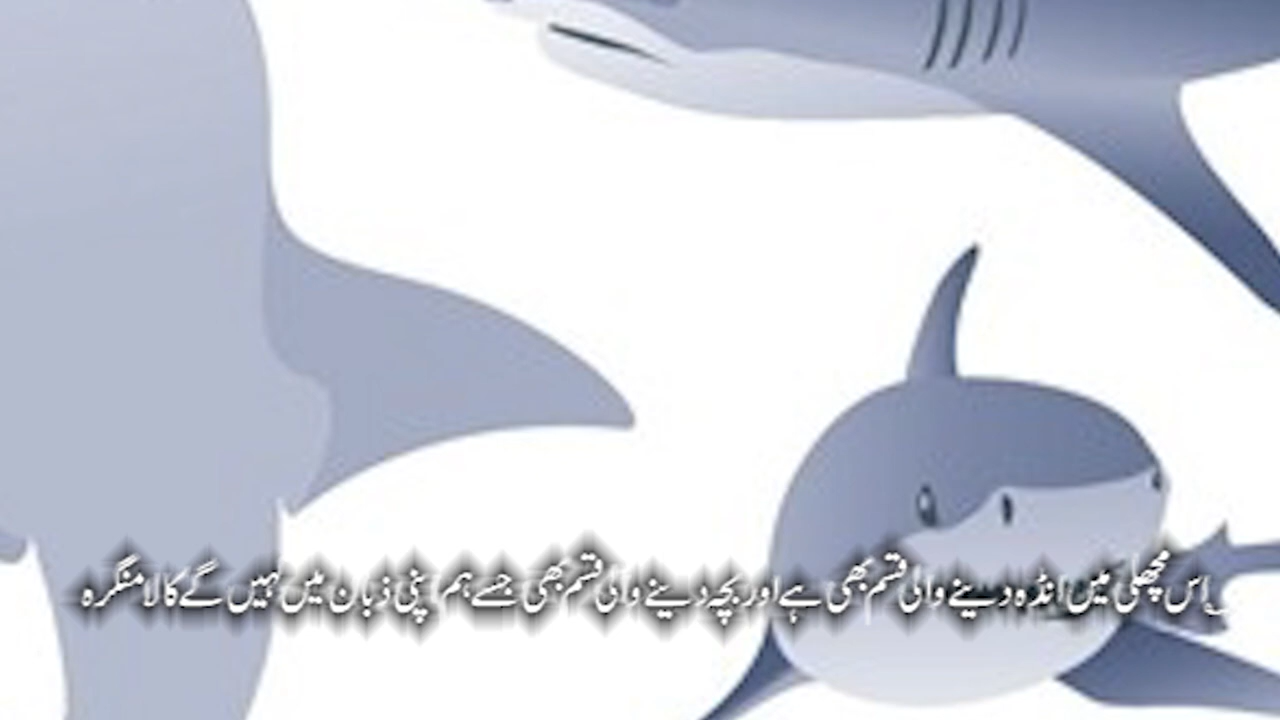 اس مچھلی میں انڈہ دینے والی قسم بھی ہے اور بچہ دینے والی قسم بھی جسے ہم اپنی ذبان میں کہیں گے کالا منگرہ